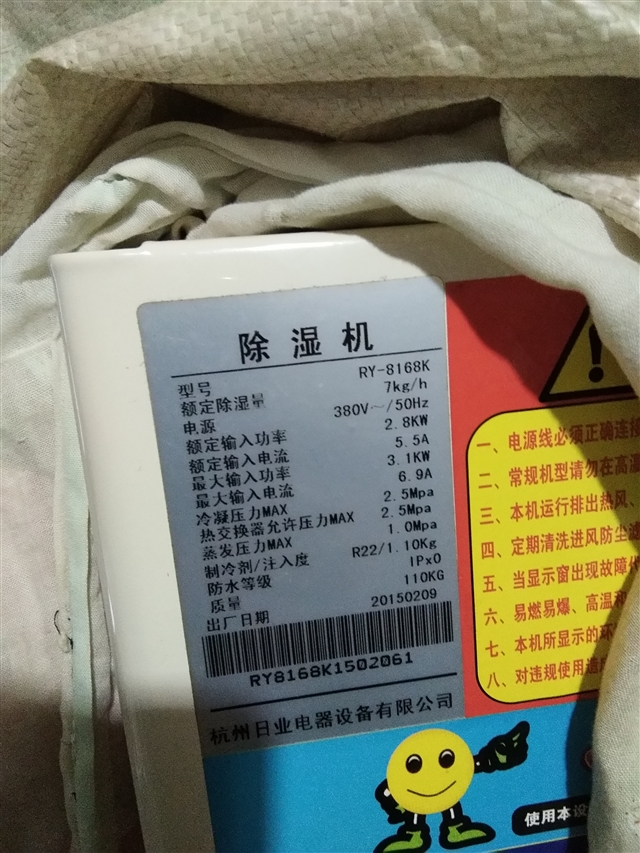 除湿机
型号 RY-8168K
额定除湿量 7kg/h
电源 380V～/50Hz
额定输入功率 2.8KW
额定输入电流 5.5A
最大输入功率 3.1KW
最大输入电流 6.9A
冷凝压力MAX 2.5Mpa
热交换器允许压力MAX 2.5Mpa
蒸发压力MAX 1.0Mpa
制冷剂/注入度 R22/1.10Kg
防水等级 IPx0
质量 110KG
出厂日期 20150209
RY8168K1502061
杭州日业电器设备有限公司
一、电源线必须正确连接
二、常规机型请勿在高温
三、本机运行排出热风、
四、定期清洗进风防尘滤
五、当显示窗出现故障代
六、易燃易爆、高温和
七、本机所显示的环
八、对违规使用造
使用本设